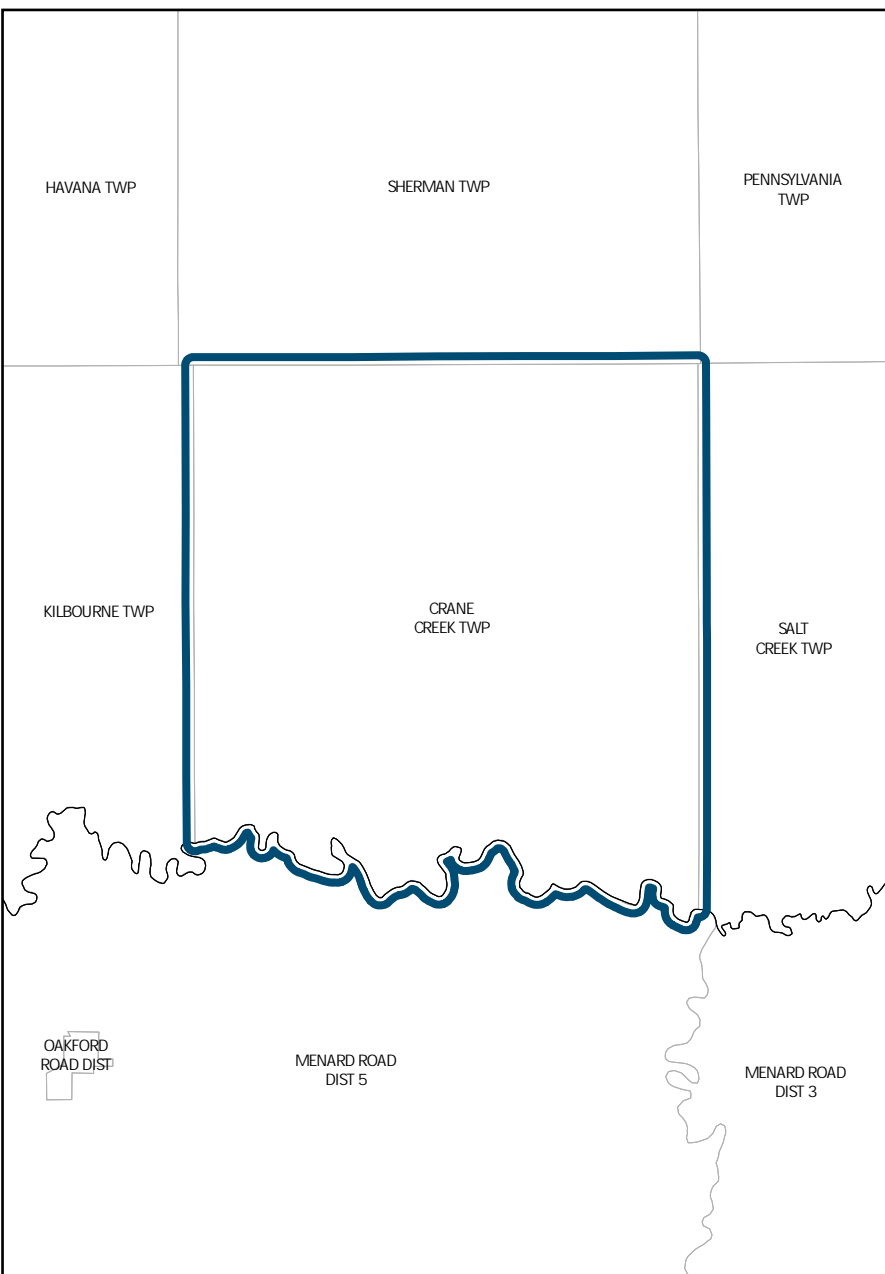 HAVANA TWP
SHERMAN TWP
PENNSYLVANIA
TWP
KILBOURNE TWP
CRANE
CREEK TWP
SALT
CREEK TWP
OAKFORD
ROAD DIST
MENARD ROAD
DIST 5
MENARD ROAD
DIST 3